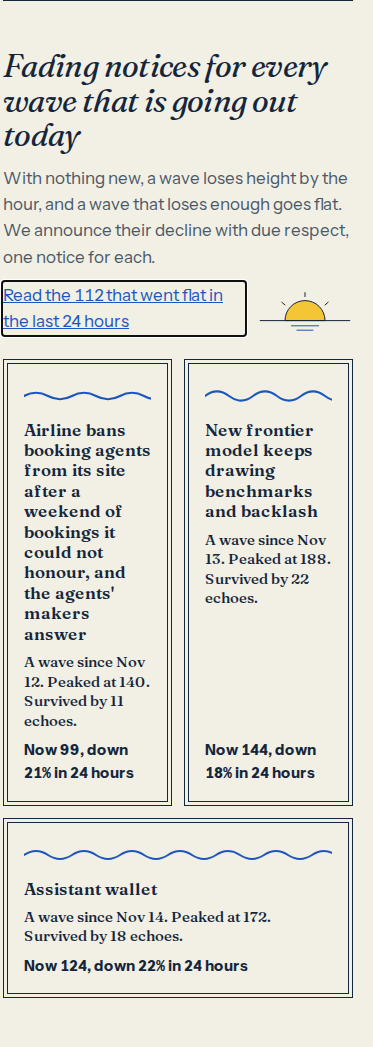 Fading notices for every
wave that is going out
today
With nothing new, a wave loses height by the
hour, and a wave that loses enough goes flat.
We announce their decline with due respect,
one notice for each.
Read the 112 that went flat in
the last 24 hours
Airline bans
booking agents
from its site
after a
weekend of
bookings it
could not
honour, and
the agents'
makers
answer
A wave since Nov
12. Peaked at 140.
Survived by 11
echoes.
Now 99, down
21% in 24 hours
New frontier
model keeps
drawing
benchmarks
and backlash
A wave since Nov
13. Peaked at 188.
Survived by 22
echoes.
Now 144, down
18% in 24 hours
Assistant wallet
A wave since Nov 14. Peaked at 172.
Survived by 18 echoes.
Now 124, down 22% in 24 hours